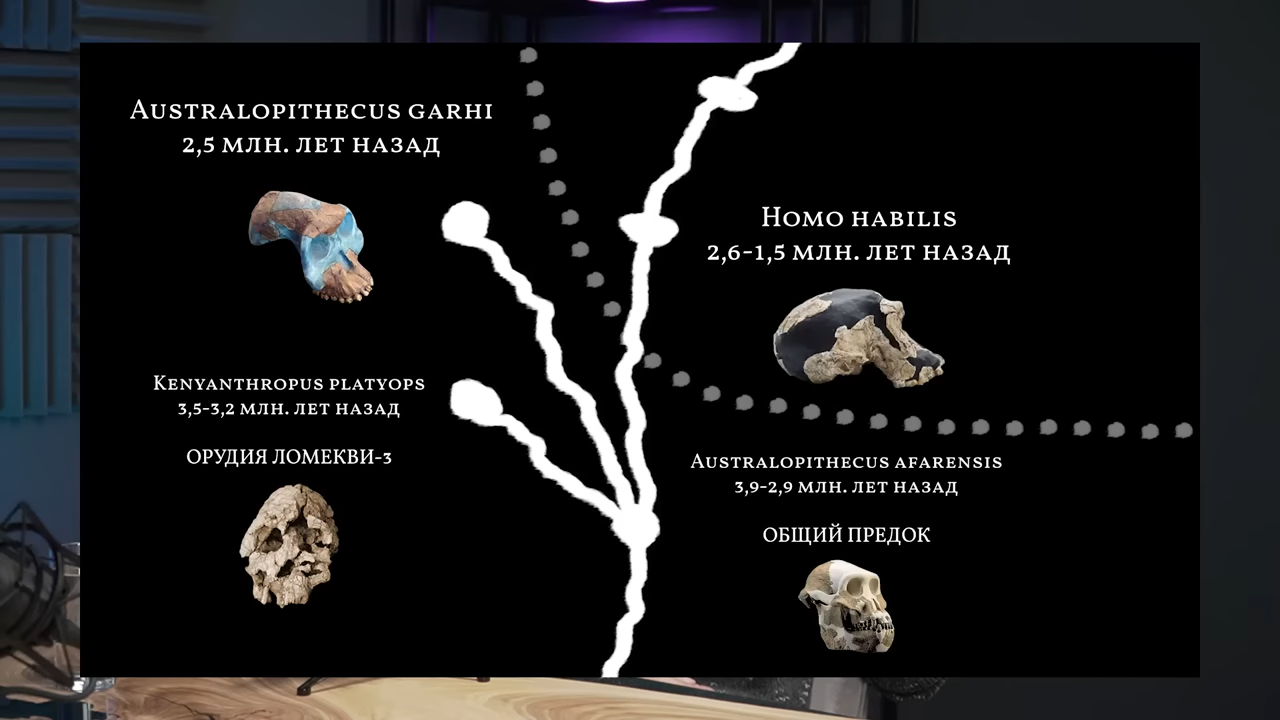 Australopithecus garhi
2,5 млн. лет назад
Homo habilis
2,6-1,5 млн. лет назад
Kenyanthropus platyops
3,5-3,2 млн. лет назад
ОРУДИЯ ЛОМЕКВИ-3
Australopithecus afarensis
3,9-2,9 млн. лет назад
ОБЩИЙ ПРЕДОК